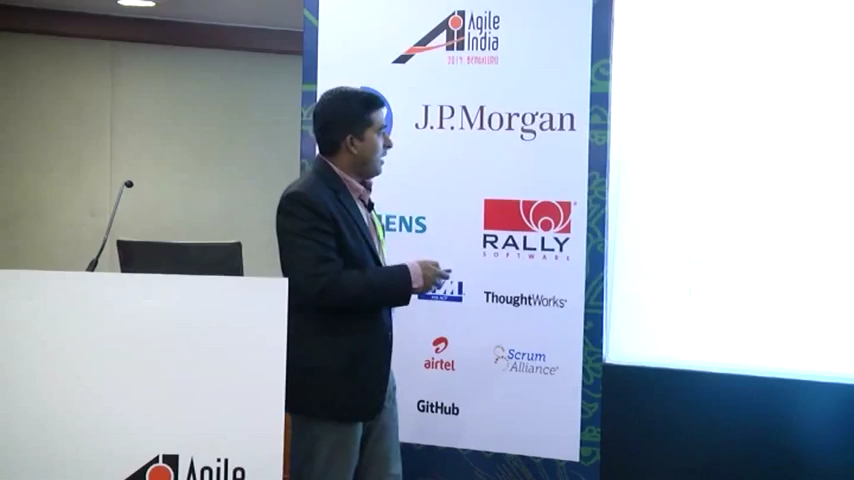 Agile
India
2014 BENGALURU
J.P.Morgan
ENS
RALLY
SOFTWARE
ThoughtWorks
airtel
Scrum
Alliance
GitHub
Agile